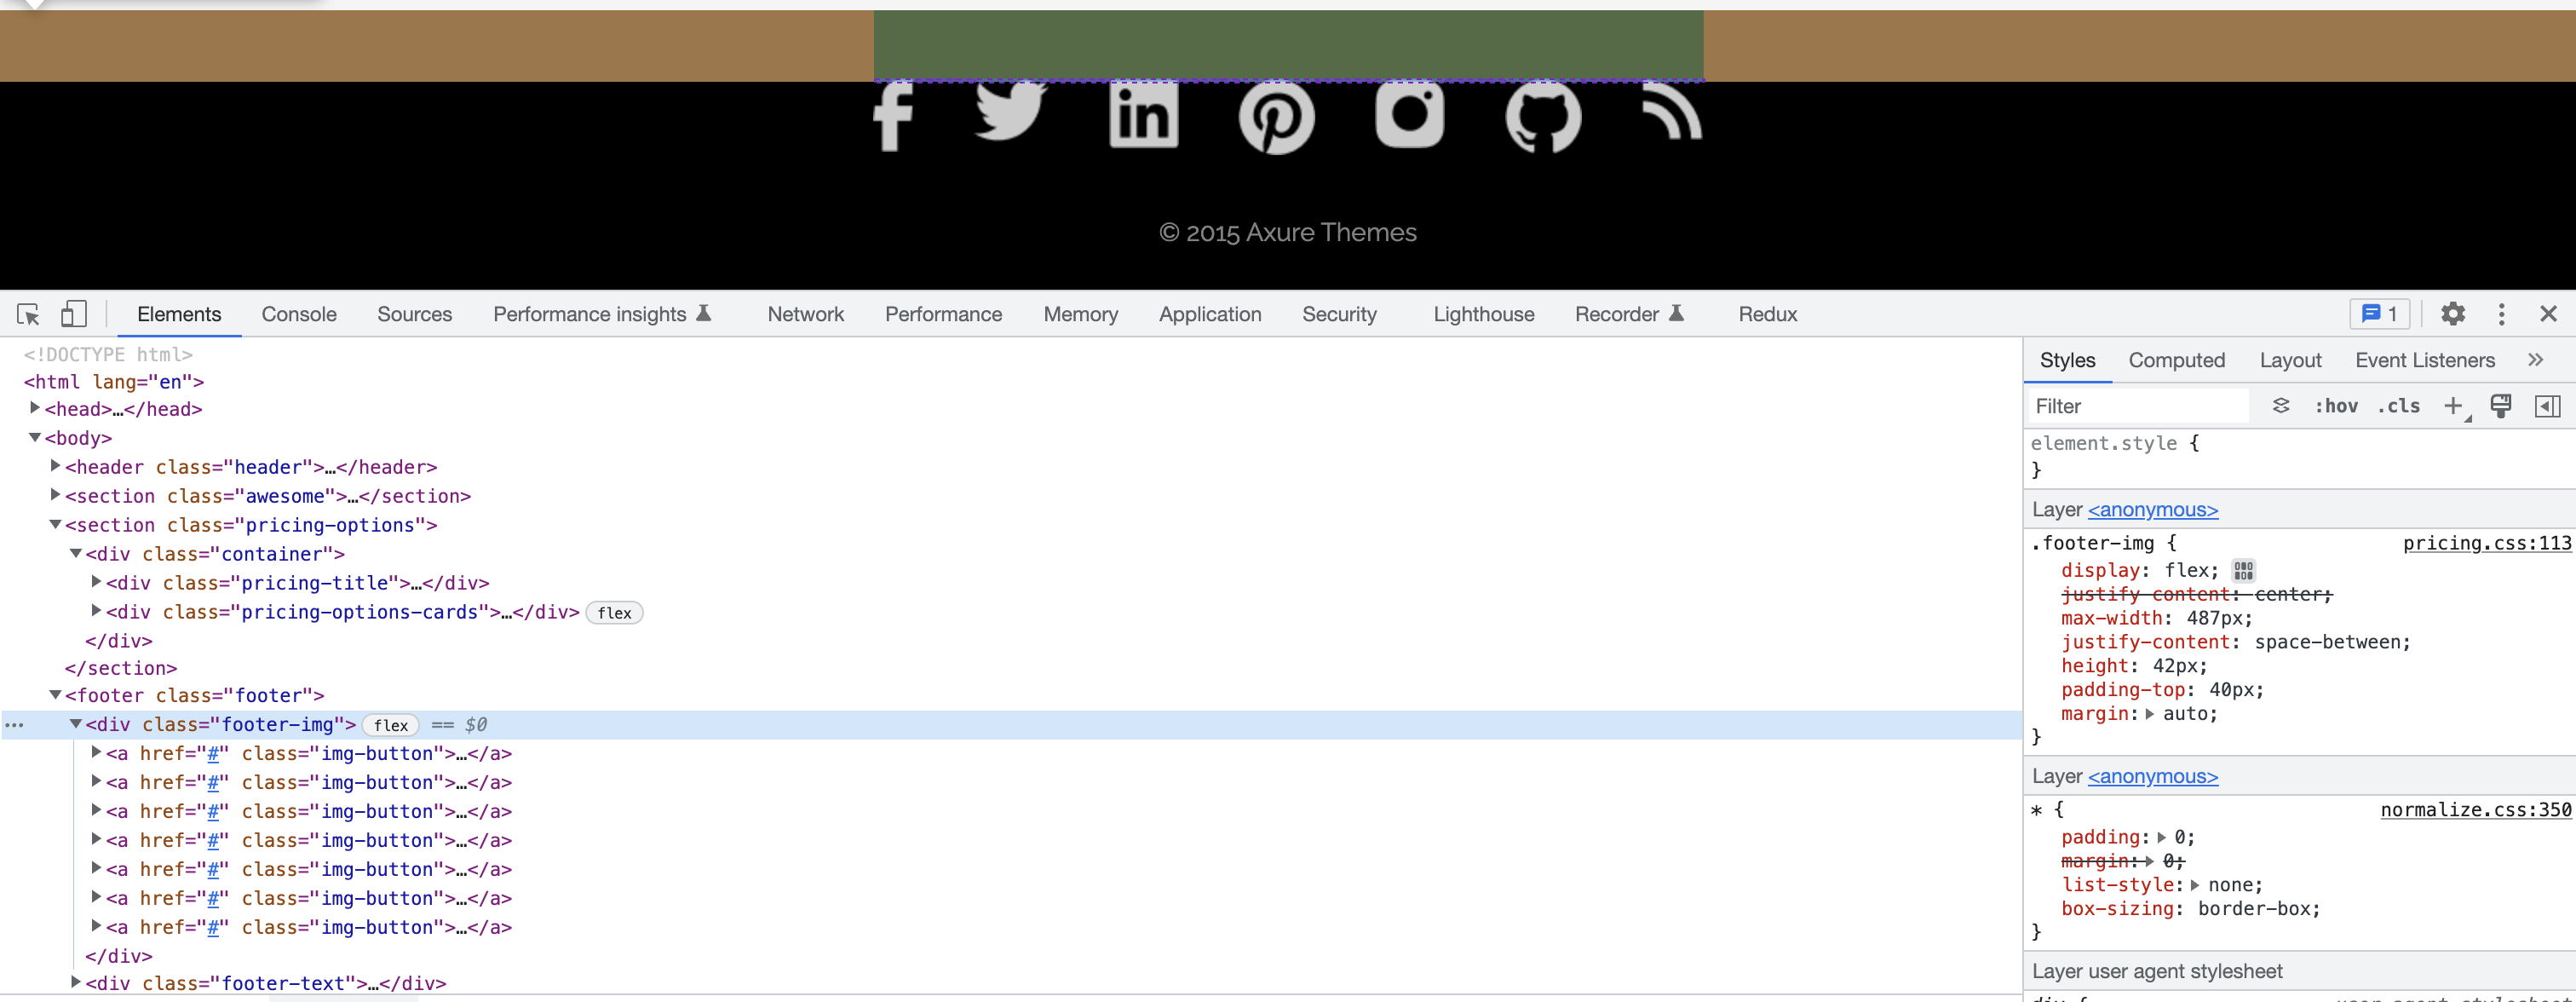 © 2015 Axure Themes
Elements Console Sources Performance insights Network Performance Memory Application Security Lighthouse Recorder Redux 1
<!DOCTYPE html>
<html lang="en">
<head>…</head>
<body>
<header class="header">…</header>
<section class="awesome">…</section>
<section class="pricing-options">
<div class="container">
<div class="pricing-title">…</div>
<div class="pricing-options-cards">…</div> flex
</div>
</section>
<footer class="footer">
… <div class="footer-img"> flex == $0
<a href="#" class="img-button">…</a>
<a href="#" class="img-button">…</a>
<a href="#" class="img-button">…</a>
<a href="#" class="img-button">…</a>
<a href="#" class="img-button">…</a>
<a href="#" class="img-button">…</a>
<a href="#" class="img-button">…</a>
</div>
<div class="footer-text">…</div>
Styles Computed Layout Event Listeners »
Filter :hov .cls +
element.style {
}
Layer <anonymous>
.footer-img { pricing.css:113
display: flex;
justify-content: center;
max-width: 487px;
justify-content: space-between;
height: 42px;
padding-top: 40px;
margin: auto;
}
Layer <anonymous>
* { normalize.css:350
padding: 0;
margin: 0;
list-style: none;
box-sizing: border-box;
}
Layer user agent stylesheet
div { user agent stylesheet